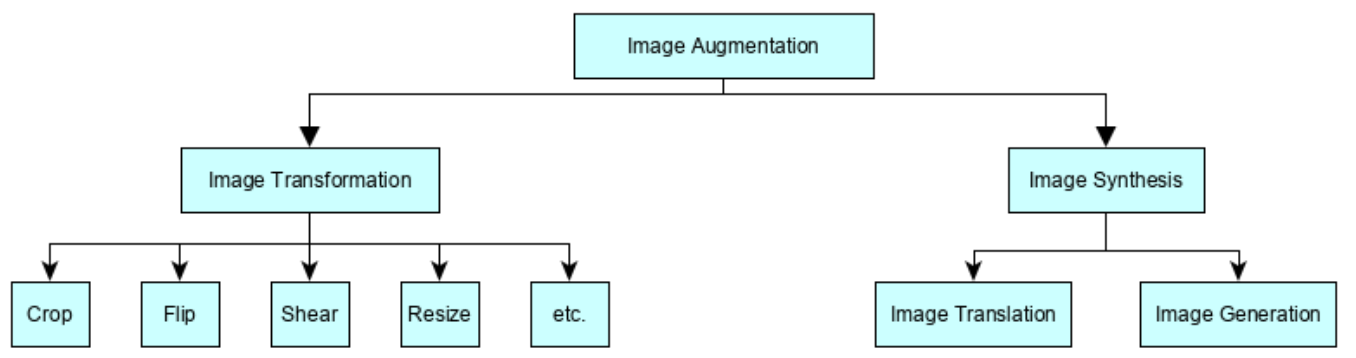 Image Augmentation
Image Transformation
Image Synthesis
Crop
Flip
Shear
Resize
etc.
Image Translation
Image Generation